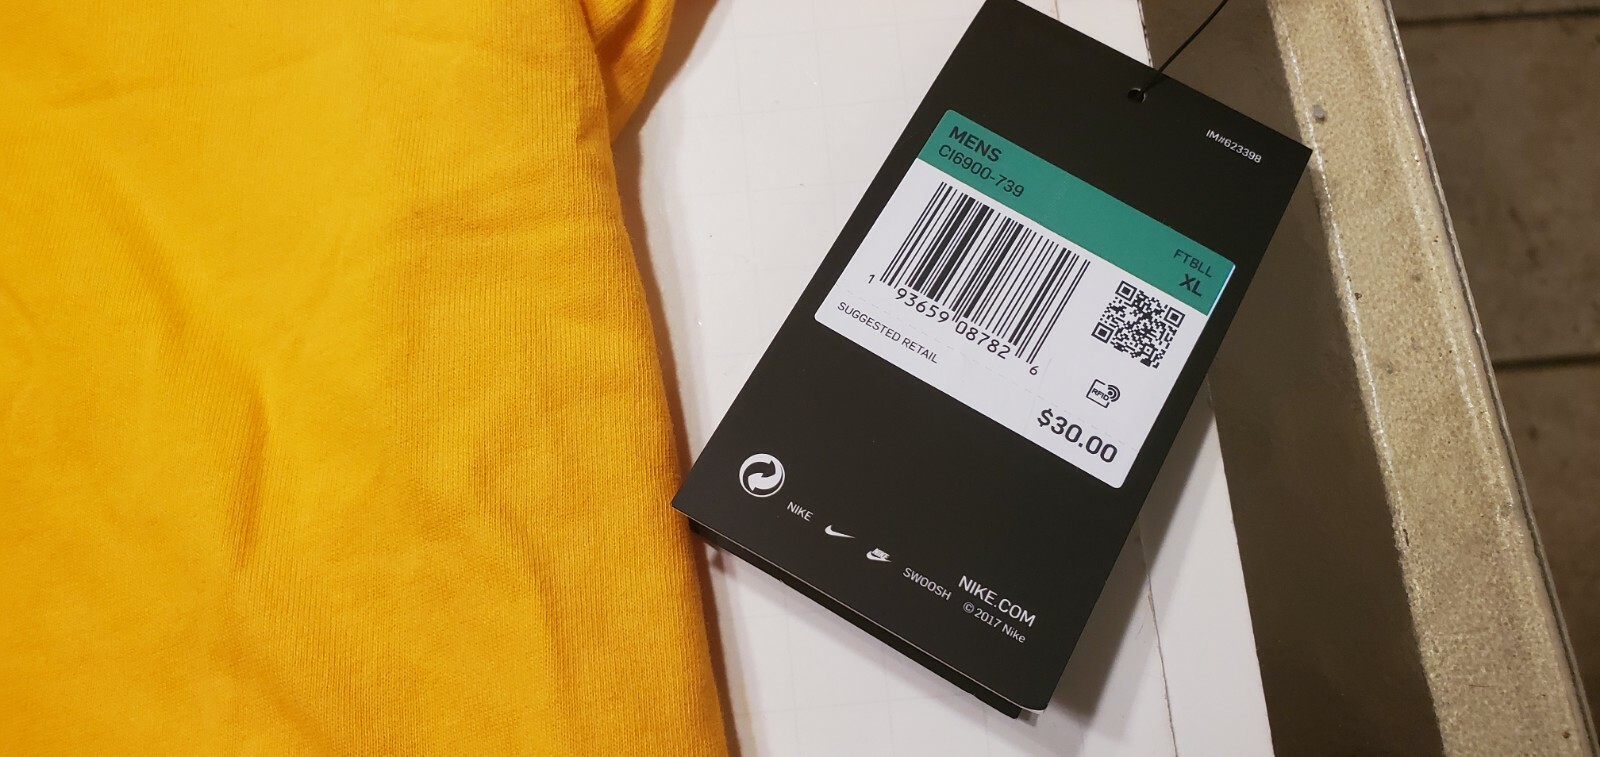 IM#623398
MENS
CI6900-739
FTBLL
XL
1 93659 08782 6
SUGGESTED RETAIL
RFID
$30.00
NIKE
SWOOSH
NIKE.COM
© 2017 Nike